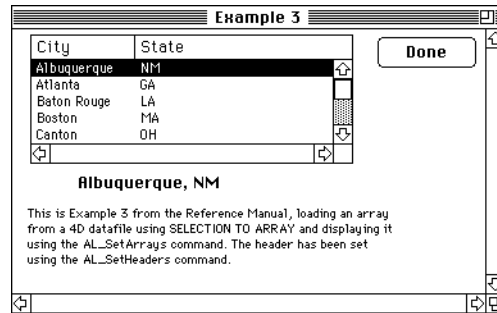 Example 3
City State
Albuquerque NM
Atlanta GA
Baton Rouge LA
Boston MA
Canton OH
Done
Albuquerque, NM
This is Example 3 from the Reference Manual, loading an array
from a 4D datafile using SELECTION TO ARRAY and displaying it
using the AL_SetArrays command. The header has been set
using the AL_SetHeaders command.